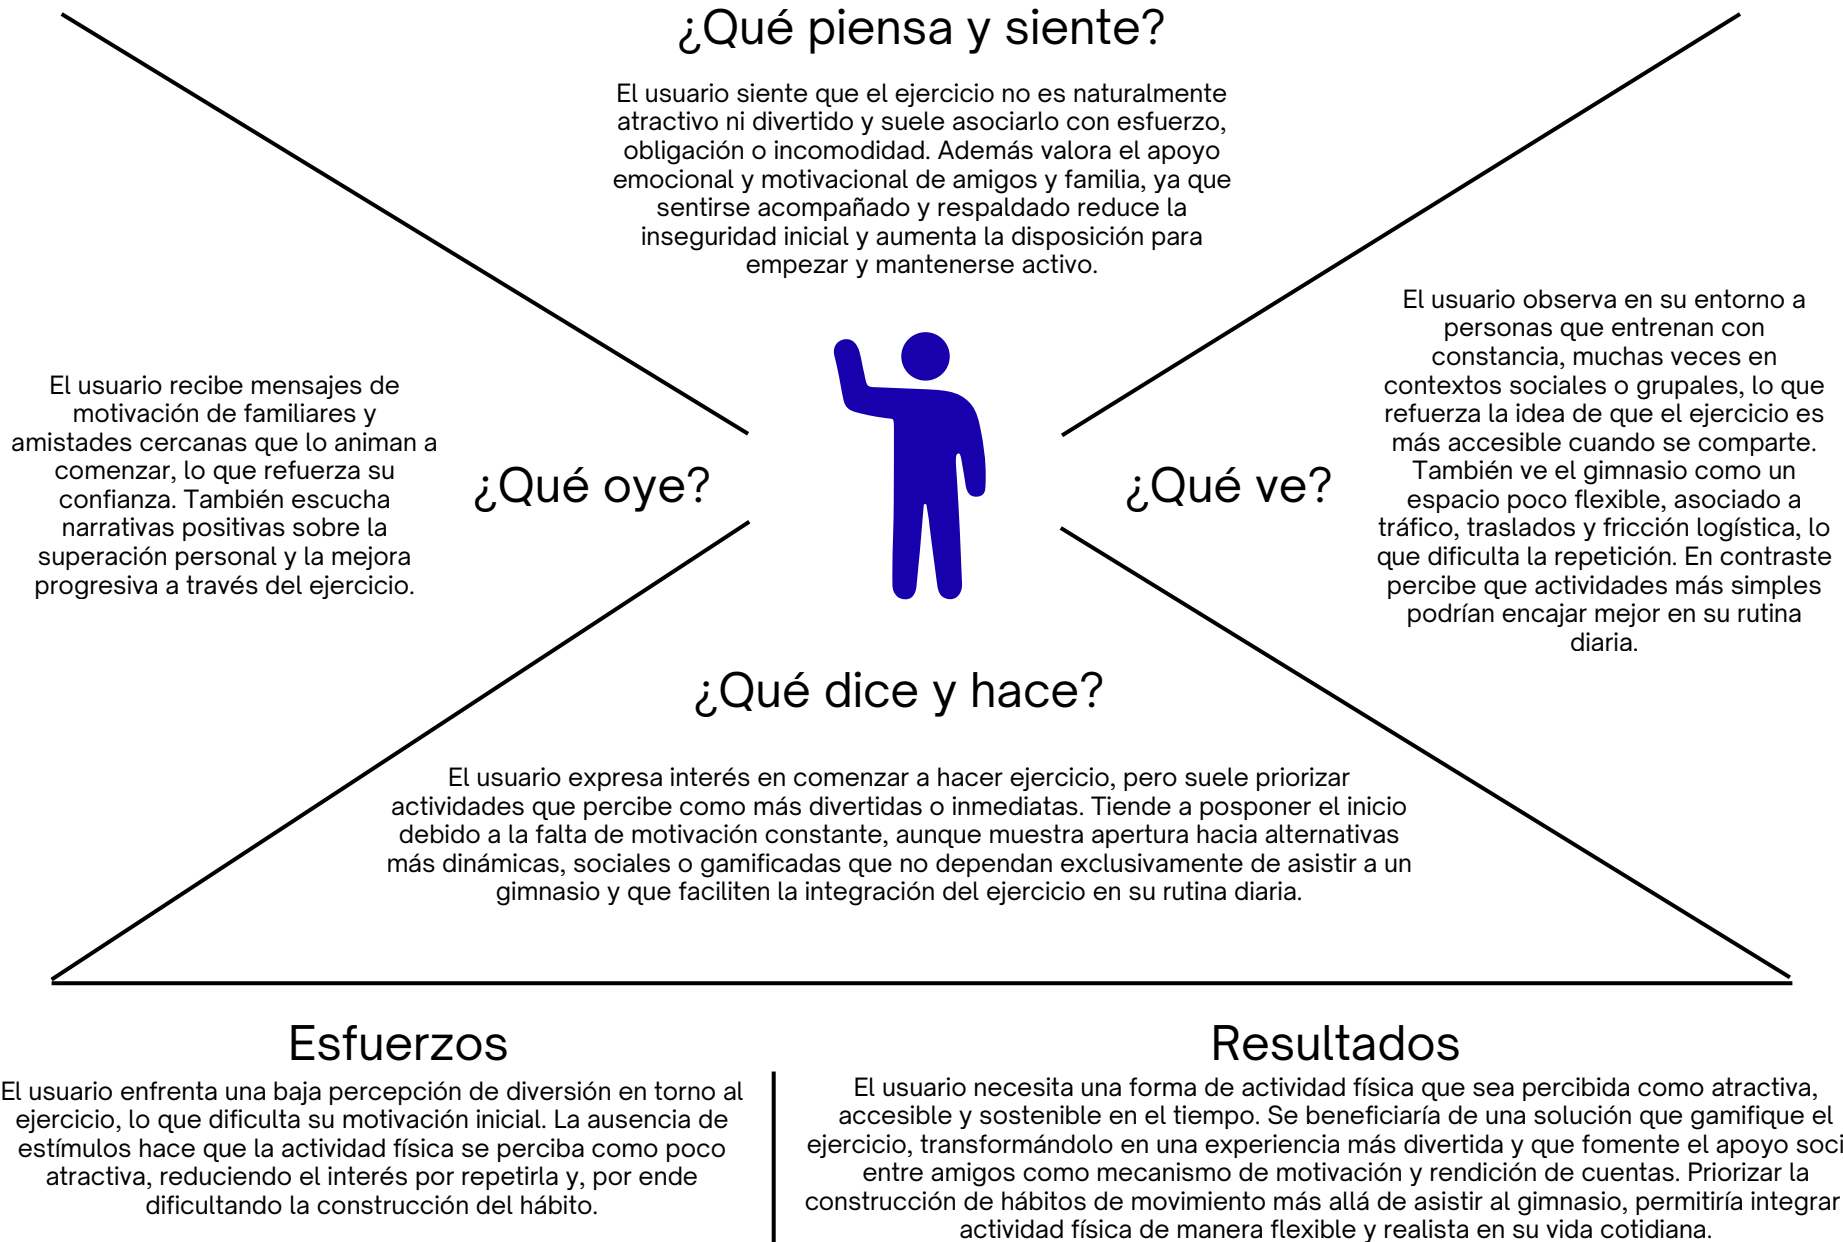 ¿Qué piensa y siente?
El usuario siente que el ejercicio no es naturalmente
atractivo ni divertido y suele asociarlo con esfuerzo,
obligación o incomodidad. Además valora el apoyo
emocional y motivacional de amigos y familia, ya que
sentirse acompañado y respaldado reduce la
inseguridad inicial y aumenta la disposición para
empezar y mantenerse activo.
El usuario recibe mensajes de
motivación de familiares y
amistades cercanas que lo animan a
comenzar, lo que refuerza su
confianza. También escucha
narrativas positivas sobre la
superación personal y la mejora
progresiva a través del ejercicio.
¿Qué oye?
¿Qué ve?
El usuario observa en su entorno a
personas que entrenan con
constancia, muchas veces en
contextos sociales o grupales, lo que
refuerza la idea de que el ejercicio es
más accesible cuando se comparte.
También ve el gimnasio como un
espacio poco flexible, asociado a
tráfico, traslados y fricción logística, lo
que dificulta la repetición. En contraste
percibe que actividades más simples
podrían encajar mejor en su rutina
diaria.
¿Qué dice y hace?
El usuario expresa interés en comenzar a hacer ejercicio, pero suele priorizar
actividades que percibe como más divertidas o inmediatas. Tiende a posponer el inicio
debido a la falta de motivación constante, aunque muestra apertura hacia alternativas
más dinámicas, sociales o gamificadas que no dependan exclusivamente de asistir a un
gimnasio y que faciliten la integración del ejercicio en su rutina diaria.
Esfuerzos
El usuario enfrenta una baja percepción de diversión en torno al
ejercicio, lo que dificulta su motivación inicial. La ausencia de
estímulos hace que la actividad física se perciba como poco
atractiva, reduciendo el interés por repetirla y, por ende
dificultando la construcción del hábito.
Resultados
El usuario necesita una forma de actividad física que sea percibida como atractiva,
accesible y sostenible en el tiempo. Se beneficiaría de una solución que gamifique el
ejercicio, transformándolo en una experiencia más divertida y que fomente el apoyo soci
entre amigos como mecanismo de motivación y rendición de cuentas. Priorizar la
construcción de hábitos de movimiento más allá de asistir al gimnasio, permitiría integrar
actividad física de manera flexible y realista en su vida cotidiana.